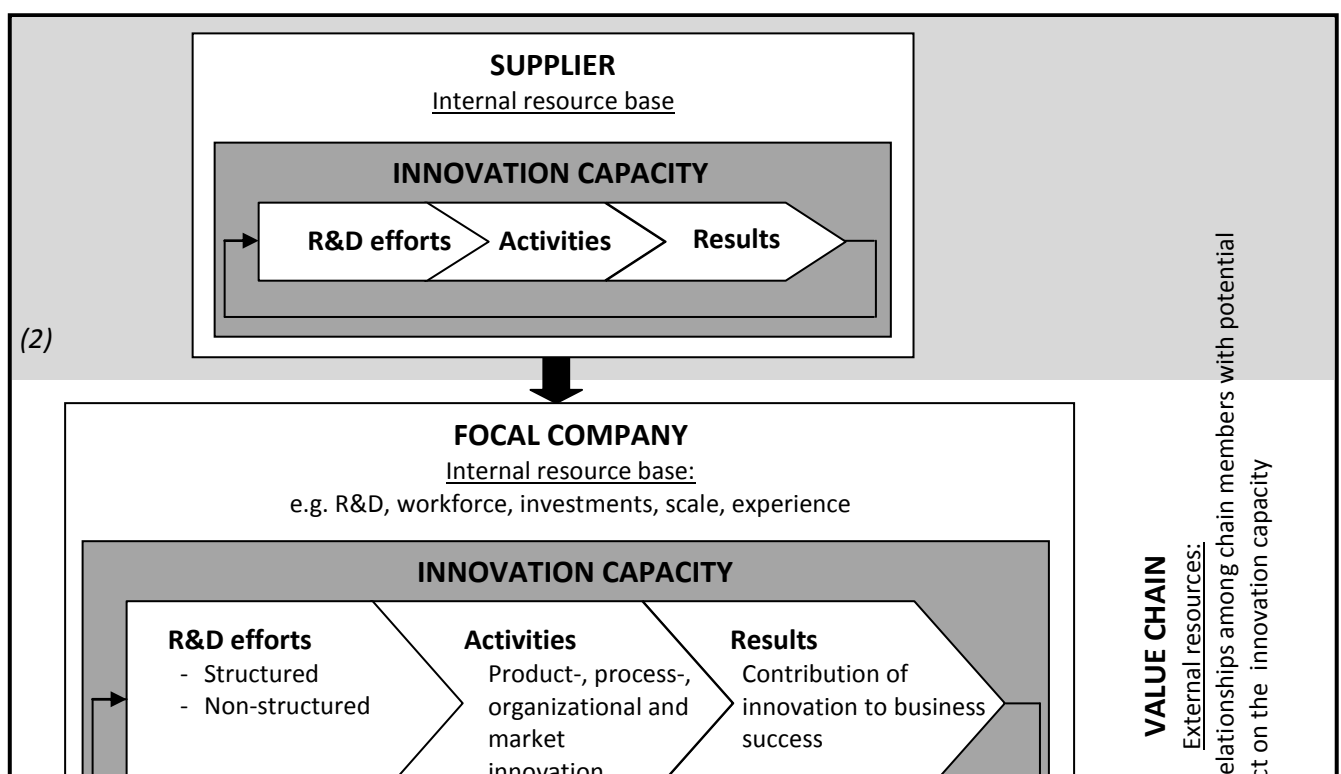 SUPPLIER
Internal resource base
INNOVATION CAPACITY
R&D efforts
Activities
Results
(2)
FOCAL COMPANY
Internal resource base:
e.g. R&D, workforce, investments, scale, experience
INNOVATION CAPACITY
R&D efforts
- Structured
- Non-structured
Activities
Product-, process-,
organizational and
market
innovation
Results
Contribution of
innovation to business
success
VALUE CHAIN
External resources:
among chain members with potential
on the innovation capacity